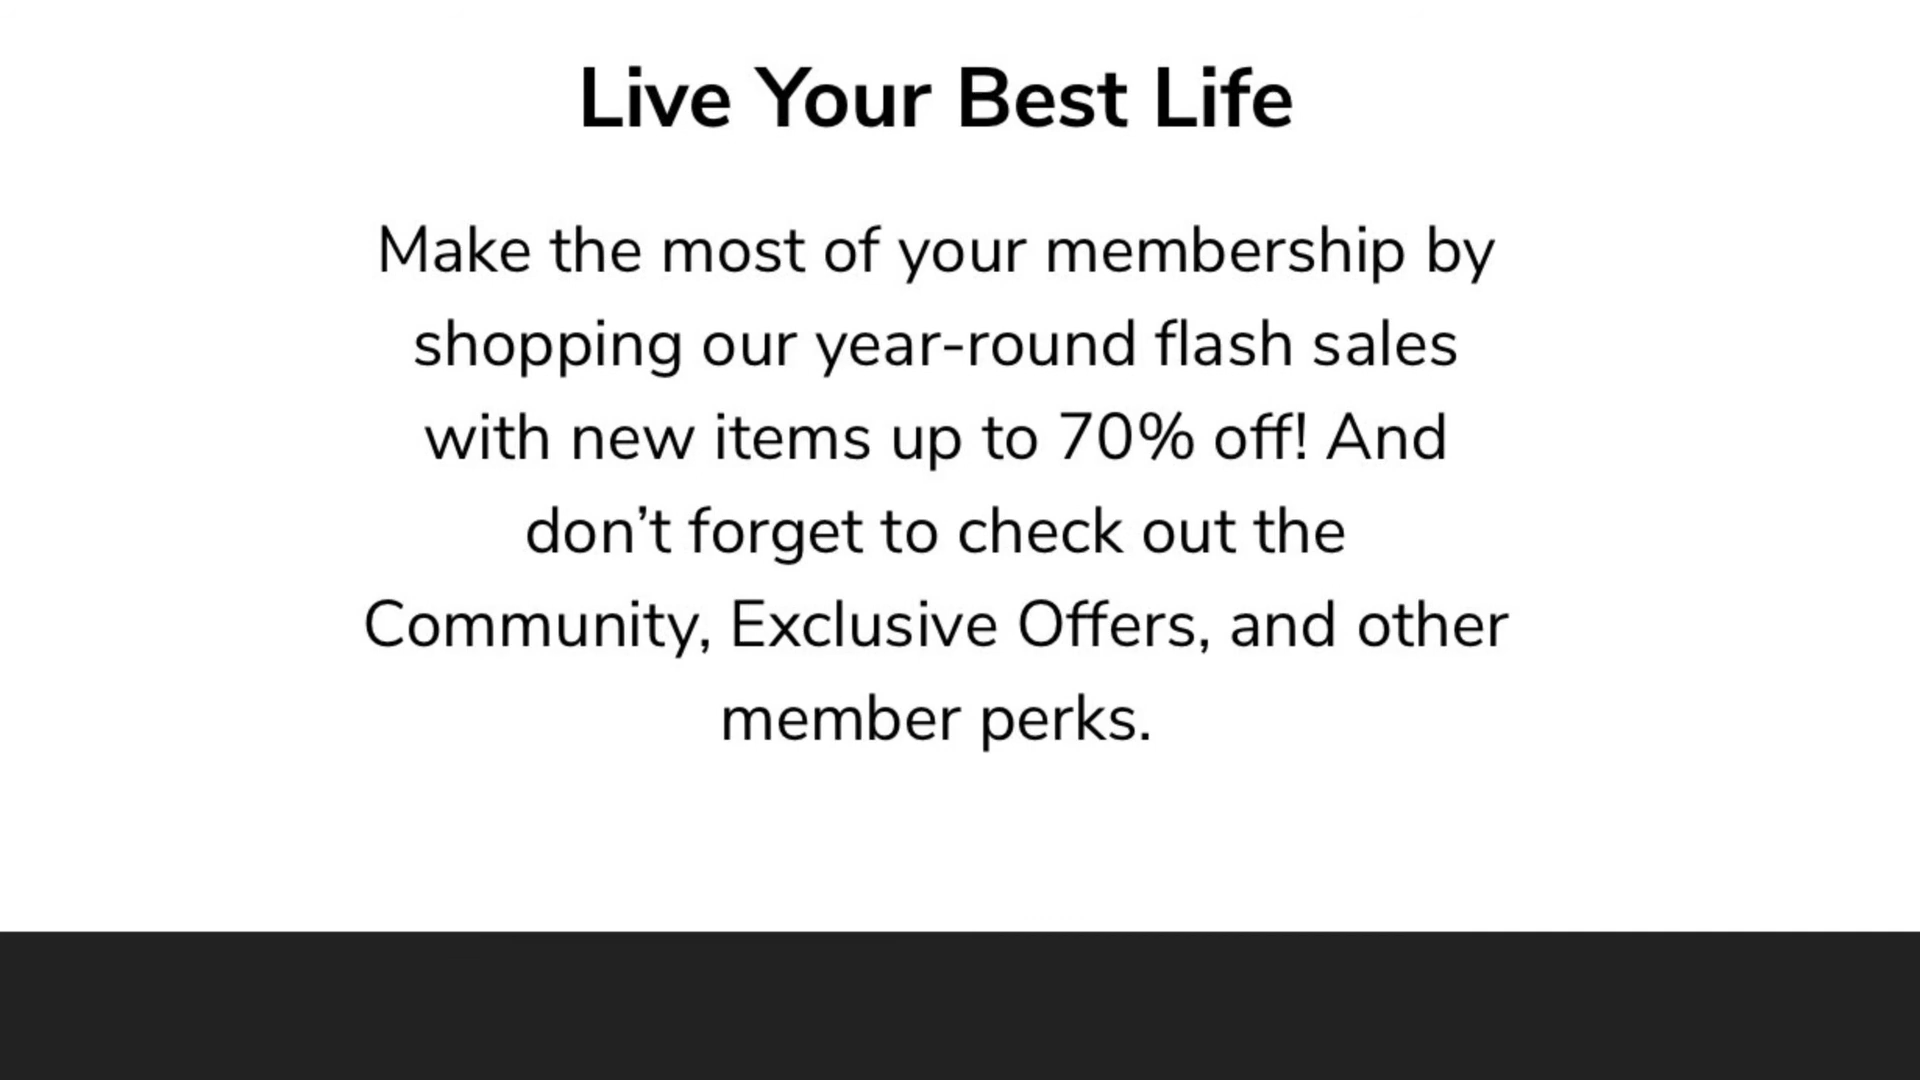 Live Your Best Life
Make the most of your membership by
shopping our year-round flash sales
with new items up to 70% off! And
don’t forget to check out the
Community, Exclusive Offers, and other
member perks.